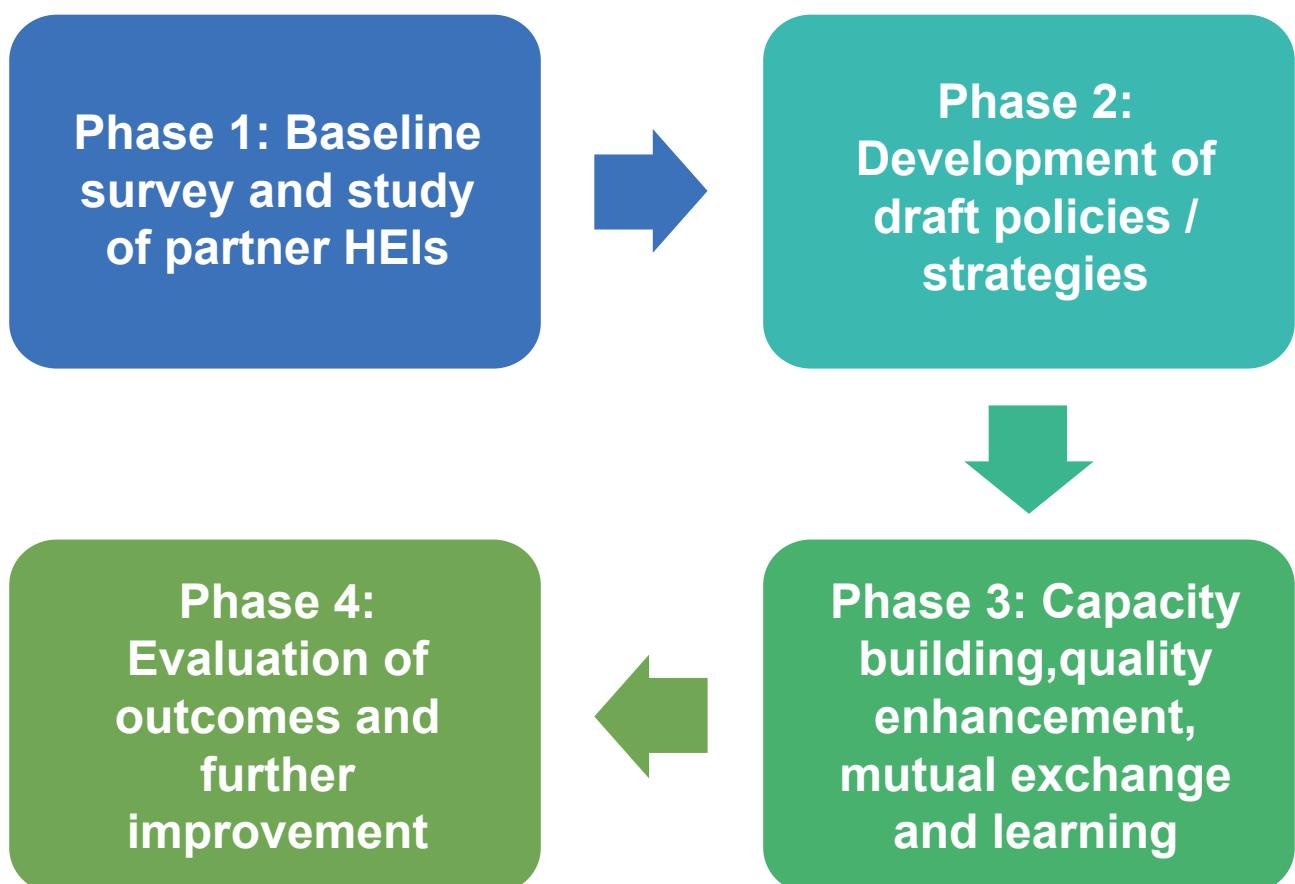 Phase 1: Baseline
survey and study
of partner HEIs
Phase 2:
Development of
draft policies /
strategies
Phase 3: Capacity
building,quality
enhancement,
mutual exchange
and learning
Phase 4:
Evaluation of
outcomes and
further
improvement